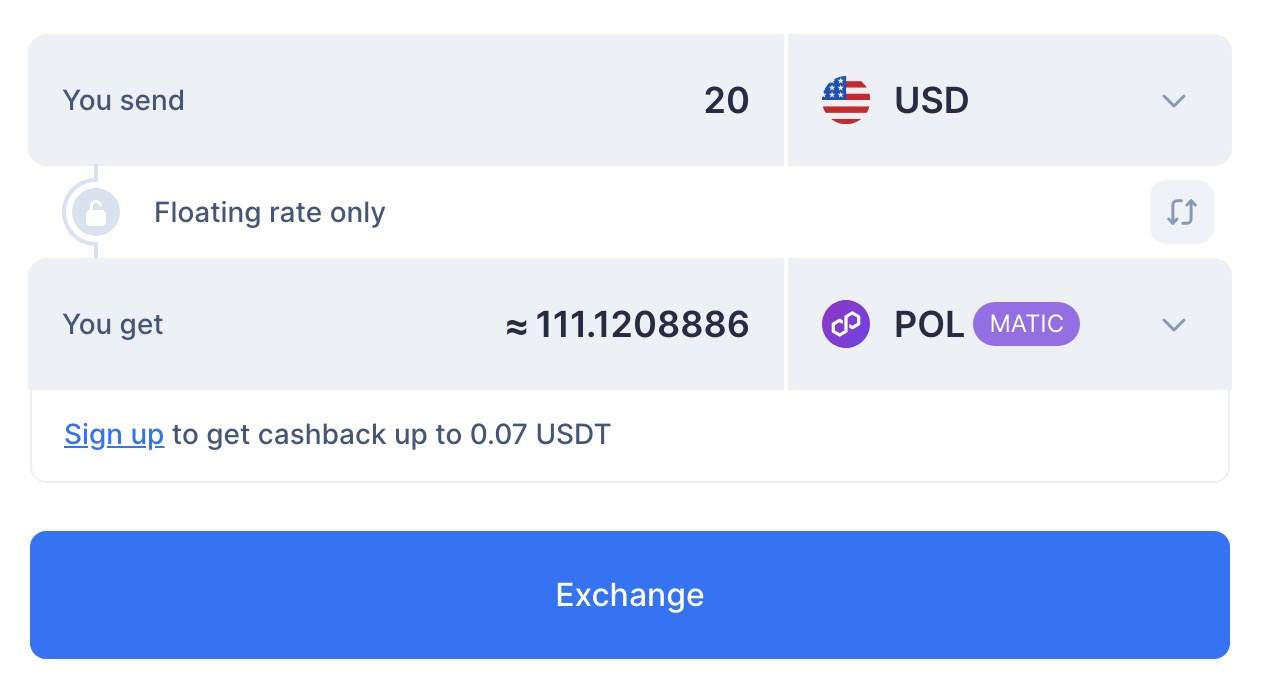 You send 20 USD
Floating rate only
You get ≈ 111.1208886 POL MATIC
Sign up to get cashback up to 0.07 USDT
Exchange